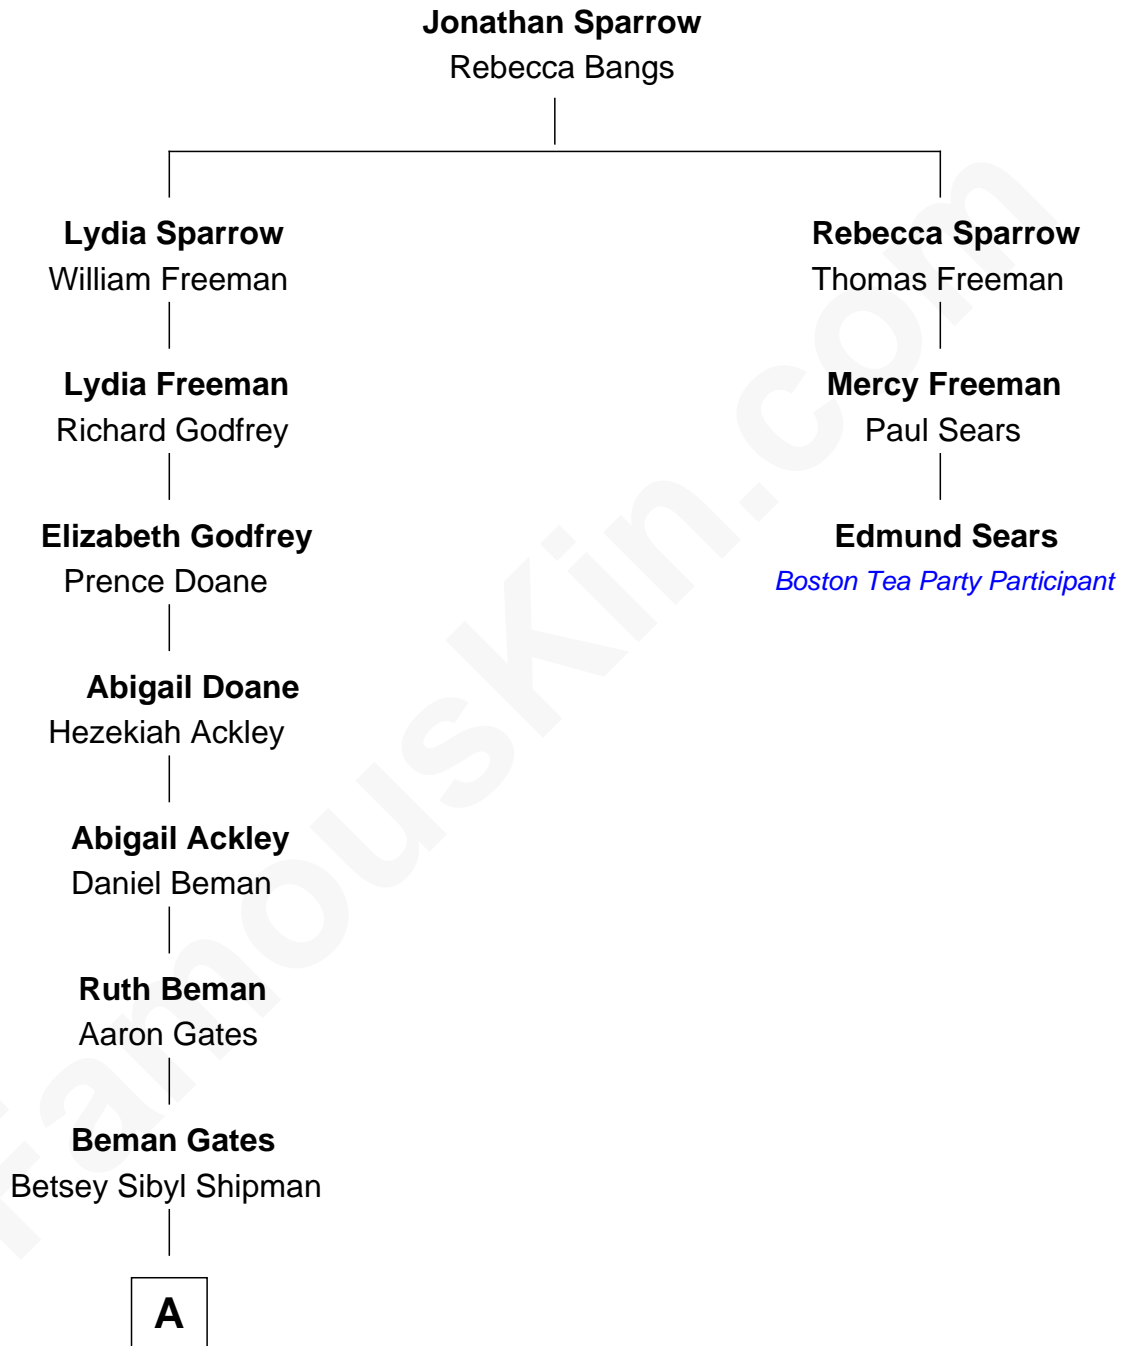 Jonathan Sparrow
Rebecca Bangs
Lydia Sparrow
William Freeman
Rebecca Sparrow
Thomas Freeman
Lydia Freeman
Richard Godfrey
Mercy Freeman
Paul Sears
Elizabeth Godfrey
Prence Doane
Edmund Sears
Boston Tea Party Participant
Abigail Doane
Hezekiah Ackley
Abigail Ackley
Daniel Beman
Ruth Beman
Aaron Gates
Beman Gates
Betsey Sibyl Shipman
A
FamousKin.com